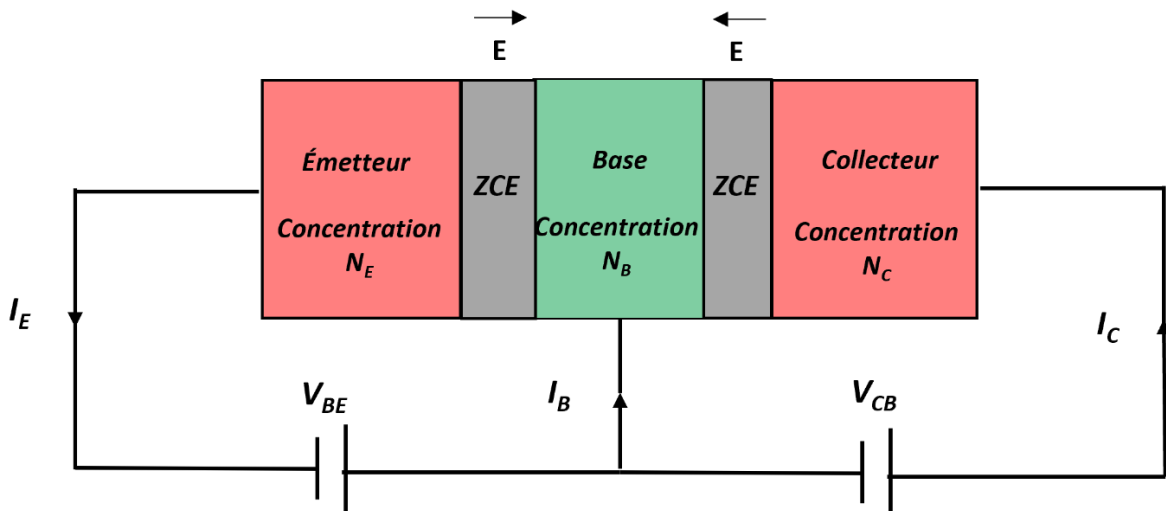 E
E
Émetteur
Concentration
N_E
ZCE
Base
Concentration
N_B
ZCE
Collecteur
Concentration
N_C
I_E
V_BE
I_B
V_CB
I_C